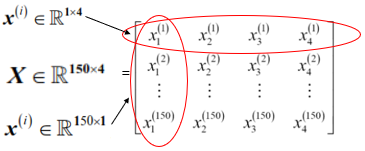 x^(i) ∈ ℝ^1×4
X ∈ ℝ^150×4 =
x^(i) ∈ ℝ^150×1
x_1^(1) x_2^(1) x_3^(1) x_4^(1)
x_1^(2) x_2^(2) x_3^(2) x_4^(2)
⋮ ⋮ ⋮ ⋮
x_1^(150) x_2^(150) x_3^(150) x_4^(150)